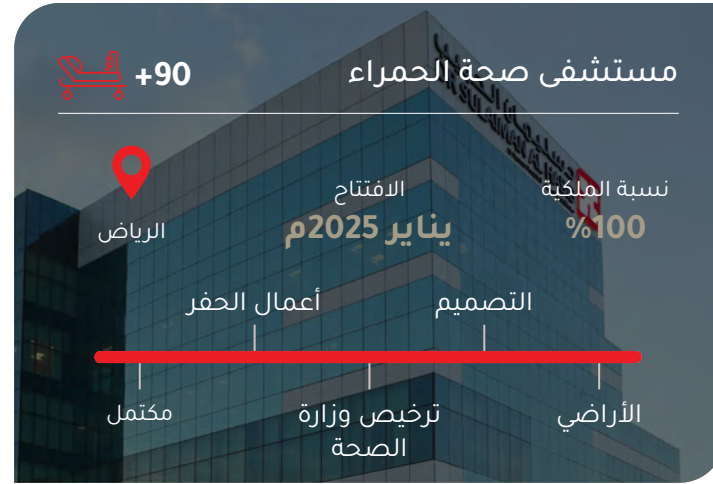 مستشفى صحة الحمراء
+90
نسبة الملكية
%100
الافتتاح
يناير 2025م
الرياض
التصميم
أعمال الحفر
الأراضي
ترخيص وزارة
الصحة
مكتمل